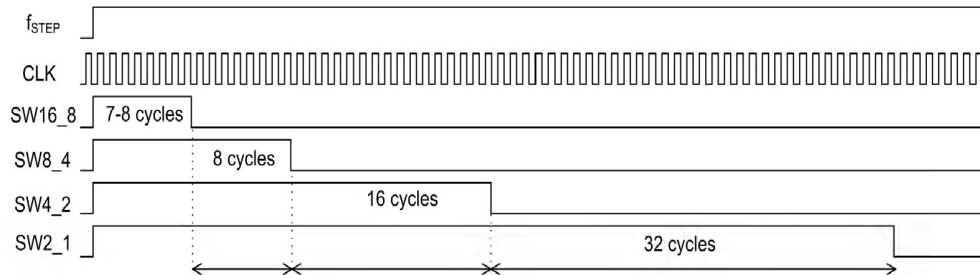 fSTEP
CLK
SW16_8 7-8 cycles
SW8_4 8 cycles
SW4_2 16 cycles
SW2_1 32 cycles